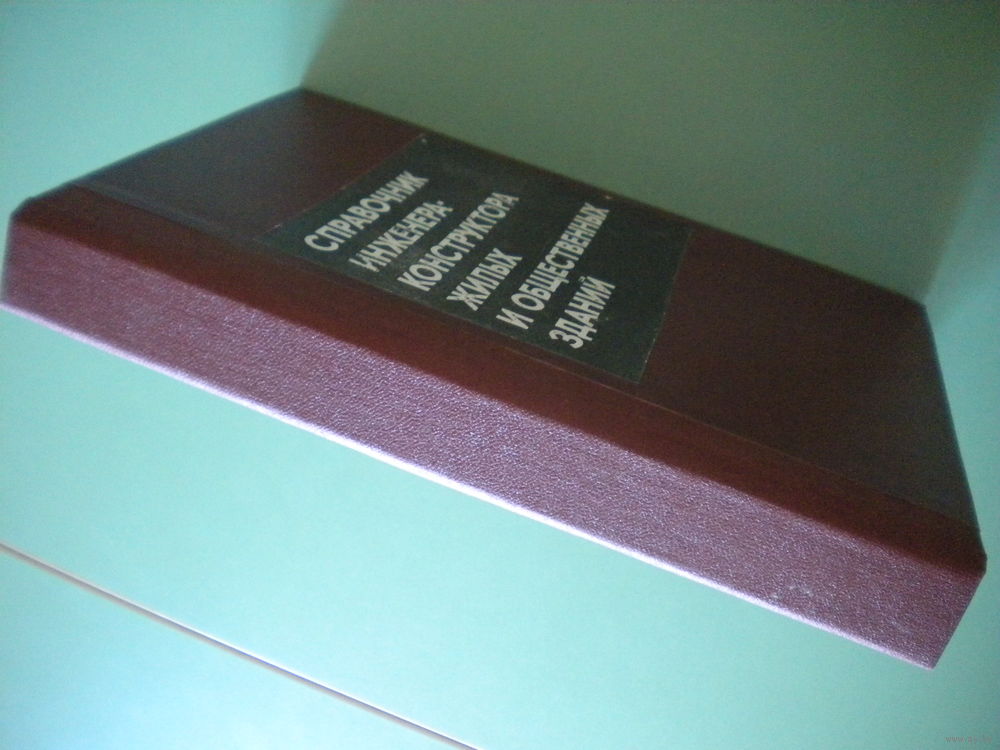 СПРАВОЧНИК
ИНЖЕНЕРА-
КОНСТРУКТОРА
ЖИЛЫХ
И ОБЩЕСТВЕННЫХ
ЗДАНИЙ